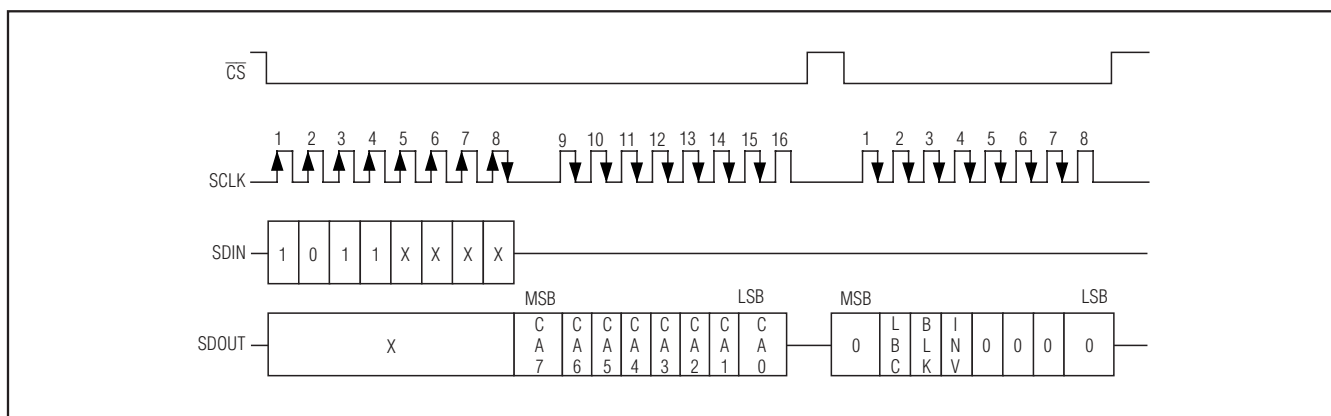 CS
1 2 3 4 5 6 7 8 9 10 11 12 13 14 15 16 1 2 3 4 5 6 7 8
SCLK
SDIN 1 0 1 1 X X X X
MSB LSB MSB LSB
SDOUT X CA7 CA6 CA5 CA4 CA3 CA2 CA1 CA0 0 LBC BLK INV 0 0 0 0